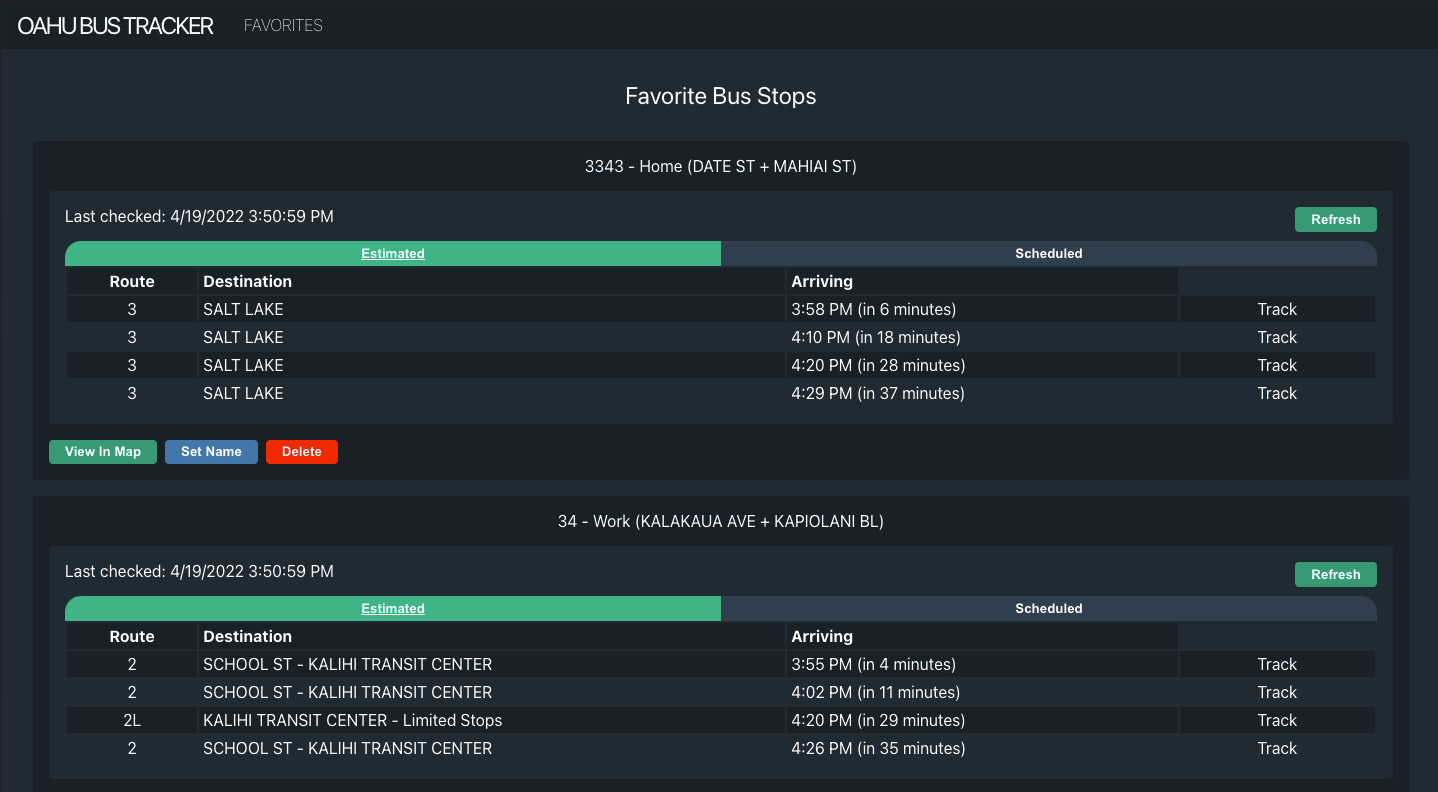 OAHU BUS TRACKER FAVORITES
Favorite Bus Stops
3343 - Home (DATE ST + MAHIAI ST)
Last checked: 4/19/2022 3:50:59 PM Refresh
Estimated Scheduled
Route Destination Arriving
3 SALT LAKE 3:58 PM (in 6 minutes) Track
3 SALT LAKE 4:10 PM (in 18 minutes) Track
3 SALT LAKE 4:20 PM (in 28 minutes) Track
3 SALT LAKE 4:29 PM (in 37 minutes) Track
View In Map Set Name Delete
34 - Work (KALAKAUA AVE + KAPIOLANI BL)
Last checked: 4/19/2022 3:50:59 PM Refresh
Estimated Scheduled
Route Destination Arriving
2 SCHOOL ST - KALIHI TRANSIT CENTER 3:55 PM (in 4 minutes) Track
2 SCHOOL ST - KALIHI TRANSIT CENTER 4:02 PM (in 11 minutes) Track
2L KALIHI TRANSIT CENTER - Limited Stops 4:20 PM (in 29 minutes) Track
2 SCHOOL ST - KALIHI TRANSIT CENTER 4:26 PM (in 35 minutes) Track